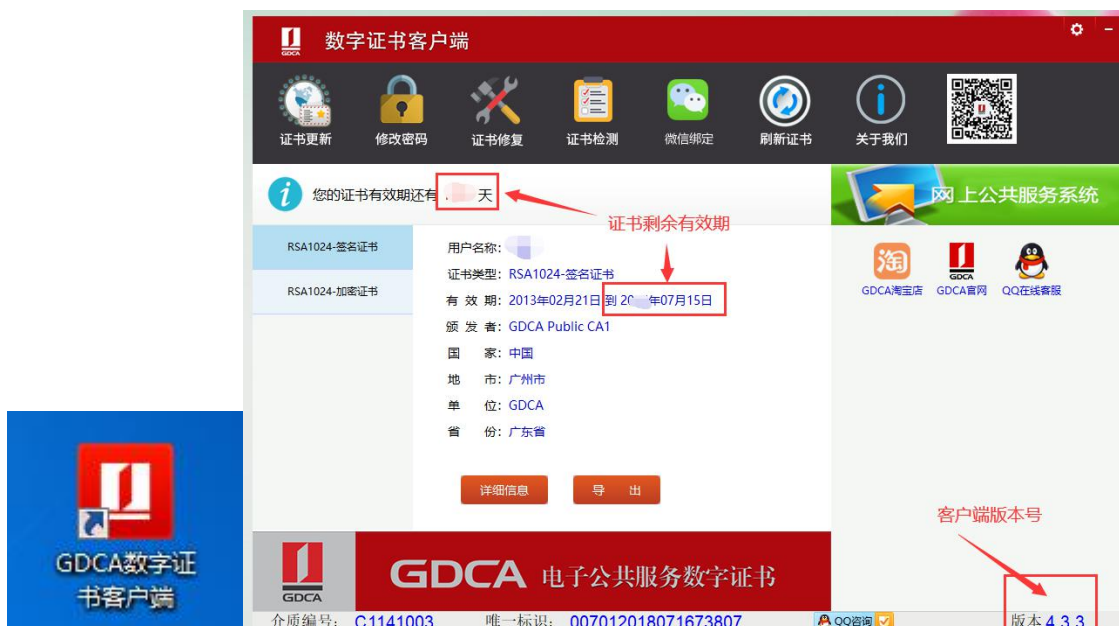 数字证书客户端
GDCA
证书更新
修改密码
证书修复
证书检测
微信绑定
刷新证书
关于我们
您的证书有效期还有 天
证书剩余有效期
网上公共服务系统
RSA1024-签名证书
RSA1024-加密证书
用户名称:
证书类型: RSA1024-签名证书
有 效 期: 2013年02月21日 到 20 年07月15日
颁 发 者: GDCA Public CA1
国 家: 中国
地 市: 广州市
单 位: GDCA
省 份: 广东省
详细信息
导 出
淘
GDCA
GDCA淘宝店
GDCA官网
QQ在线客服
客户端版本号
GDCA
GDCA 电子公共服务数字证书
介质编号: C1141003
唯一标识: 007012018071673807
QQ咨询
版本 4.3.3
GDCA数字证
书客户端